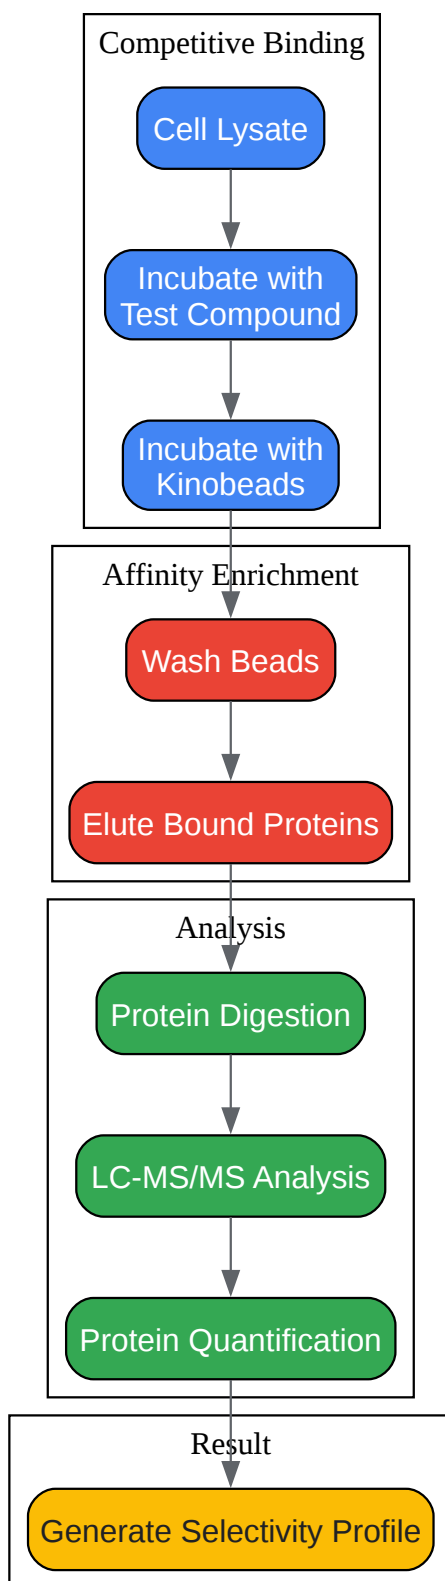 Competitive Binding
Cell Lysate
Incubate with
Test Compound
Incubate with
Kinobeads
Affinity Enrichment
Wash Beads
Elute Bound Proteins
Analysis
Protein Digestion
LC-MS/MS Analysis
Protein Quantification
Result
Generate Selectivity Profile